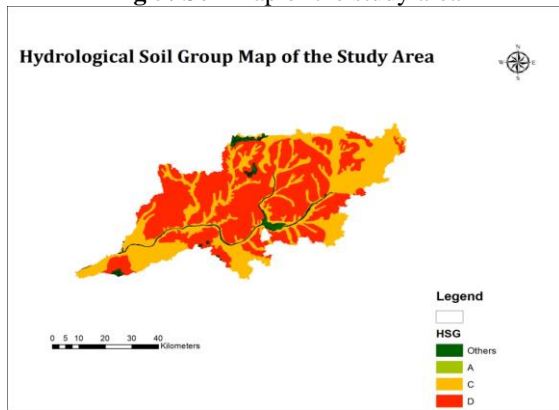 Hydrological Soil Group Map of the Study Area
N
W E
S
Legend
HSG
Others
A
C
D
0 5 10 20 30 40
Kilometers